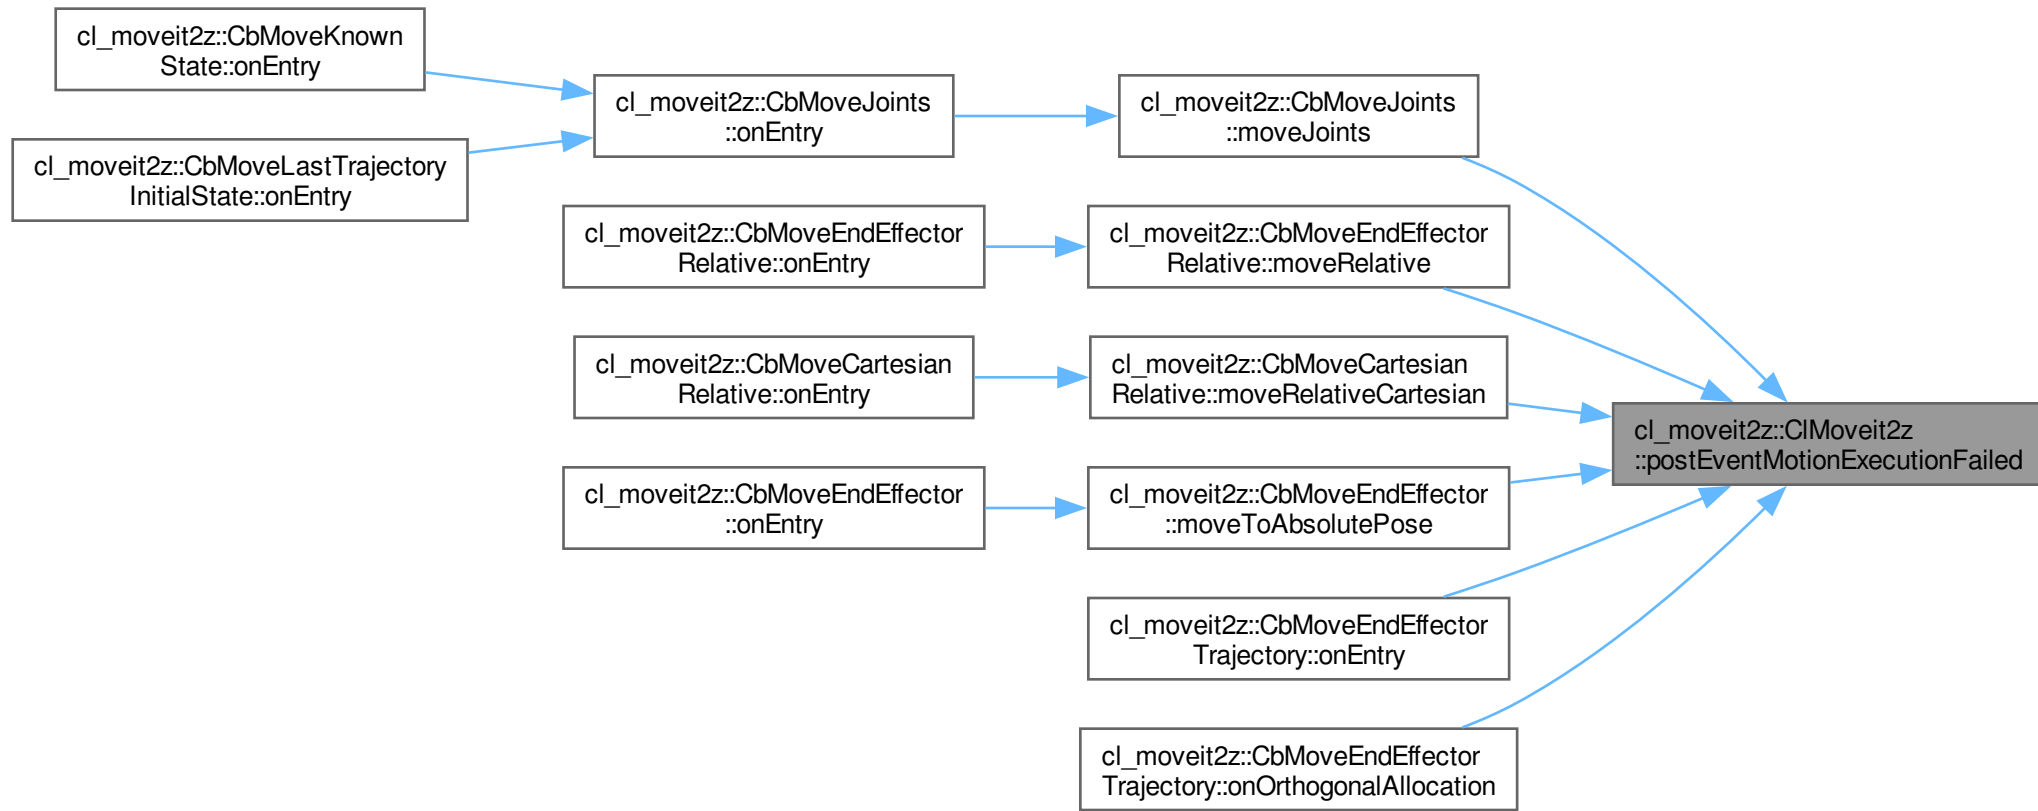 cl_moveit2z::CbMoveKnown
State::onEntry
cl_moveit2z::CbMoveLastTrajectory
InitialState::onEntry
cl_moveit2z::CbMoveJoints
::onEntry
cl_moveit2z::CbMoveJoints
::moveJoints
cl_moveit2z::CbMoveEndEffector
Relative::onEntry
cl_moveit2z::CbMoveEndEffector
Relative::moveRelative
cl_moveit2z::CbMoveCartesian
Relative::onEntry
cl_moveit2z::CbMoveCartesian
Relative::moveRelativeCartesian
cl_moveit2z::CbMoveEndEffector
::onEntry
cl_moveit2z::CbMoveEndEffector
::moveToAbsolutePose
cl_moveit2z::CbMoveEndEffector
Trajectory::onEntry
cl_moveit2z::CbMoveEndEffector
Trajectory::onOrthogonalAllocation
cl_moveit2z::ClMoveit2z
::postEventMotionExecutionFailed